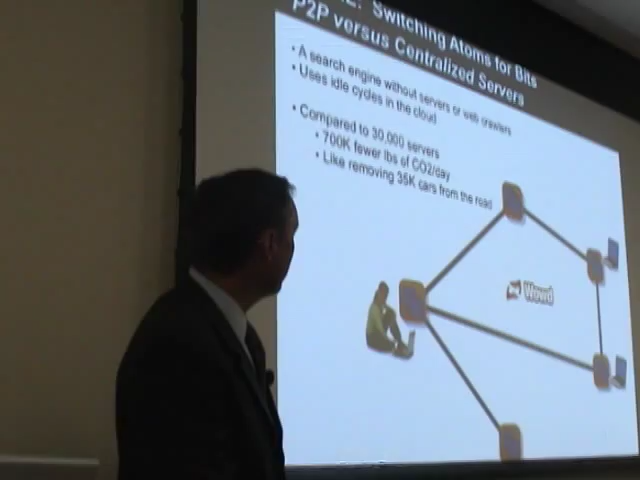 Switching Atoms for Bits
P2P versus Centralized Servers
• A search engine without servers or web crawlers
• Uses idle cycles in the cloud
• Compared to 30,000 servers
• 700K fewer lbs of CO2/day
• Like removing 35K cars from the road
Wowd